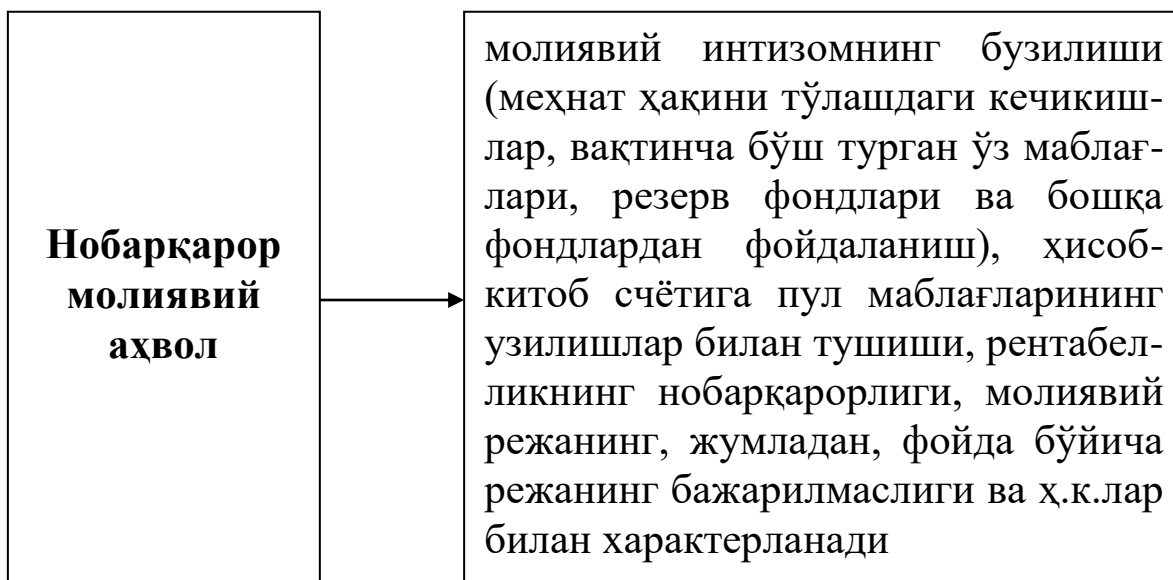 Нобарқарор
молиявий
аҳвол
молиявий интизомнинг бузилиши
(меҳнат ҳақини тўлашдаги кечикиш-
лар, вақтинча бўш турган ўз маблағ-
лари, резерв фондлари ва бошқа
фондлардан фойдаланиш), ҳисоб-
китоб счётига пул маблағларининг
узилишлар билан тушиши, рентабел-
ликнинг нобарқарорлиги, молиявий
режанинг, жумладан, фойда бўйича
режанинг бажарилмаслиги ва ҳ.к.лар
билан характерланади